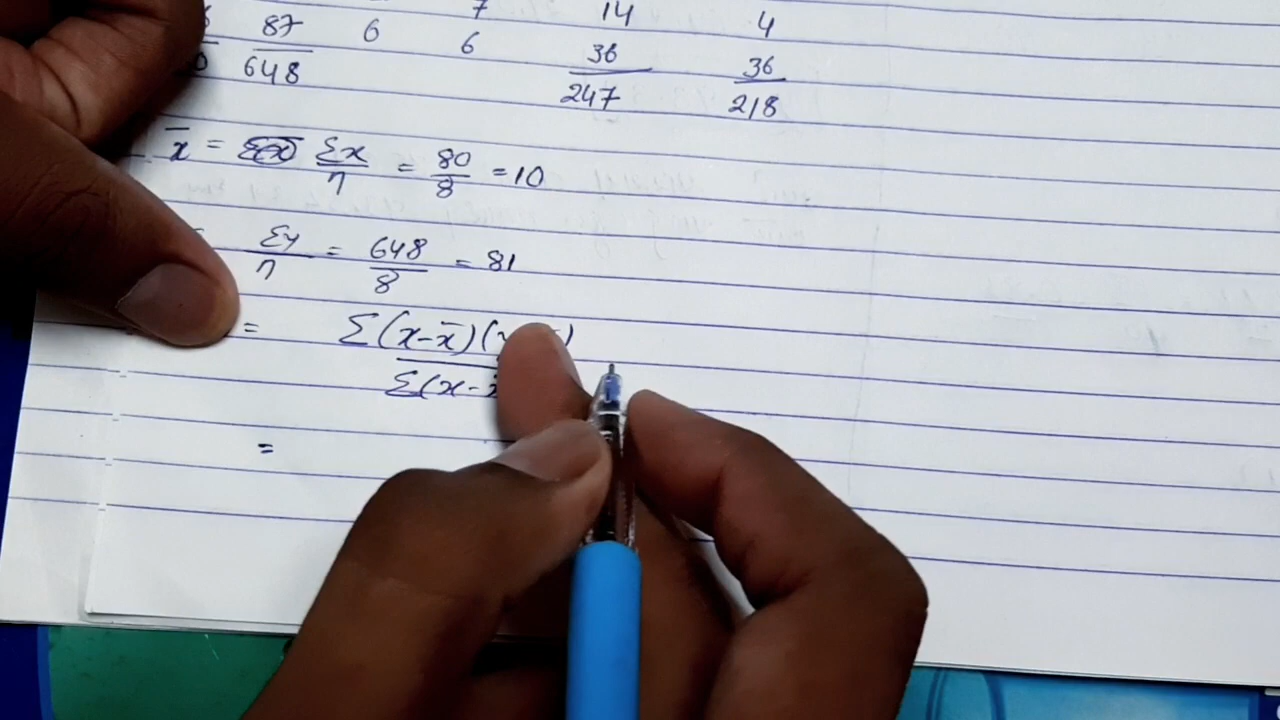 7 14 4
87 6 6 36 36
648 247 218
x̄ = Σx/n = 80/8 = 10
Σy/n = 648/8 = 81
= Σ(x-x̄)(
Σ(x-
=